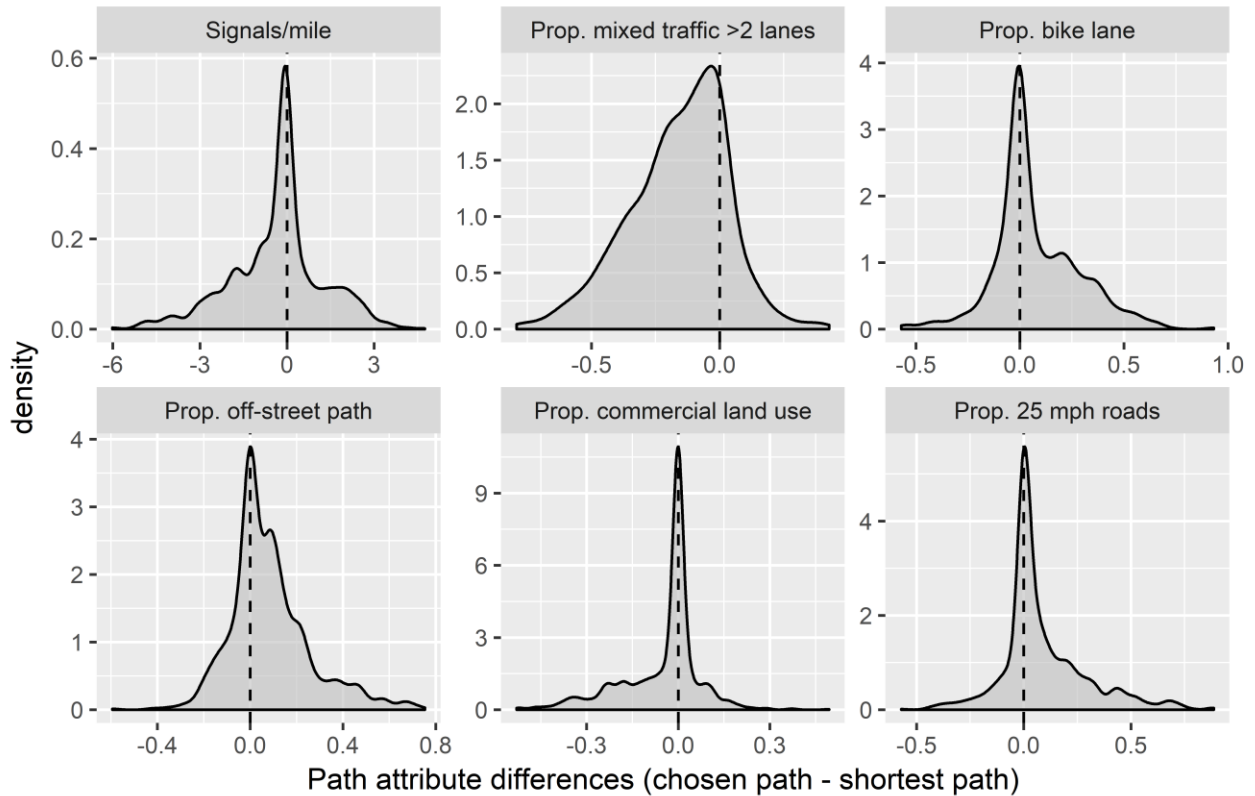 Signals/mile
Prop. mixed traffic >2 lanes
Prop. bike lane
0.6
0.4
0.2
0.0
-6 -3 0 3
2.0
1.5
1.0
0.5
0.0
-0.5 0.0
4
3
2
1
0
-0.5 0.0 0.5 1.0
density
Prop. off-street path
Prop. commercial land use
Prop. 25 mph roads
4
3
2
1
0
-0.4 0.0 0.4 0.8
9
6
3
0
-0.3 0.0 0.3
4
2
0
-0.5 0.0 0.5
Path attribute differences (chosen path - shortest path)